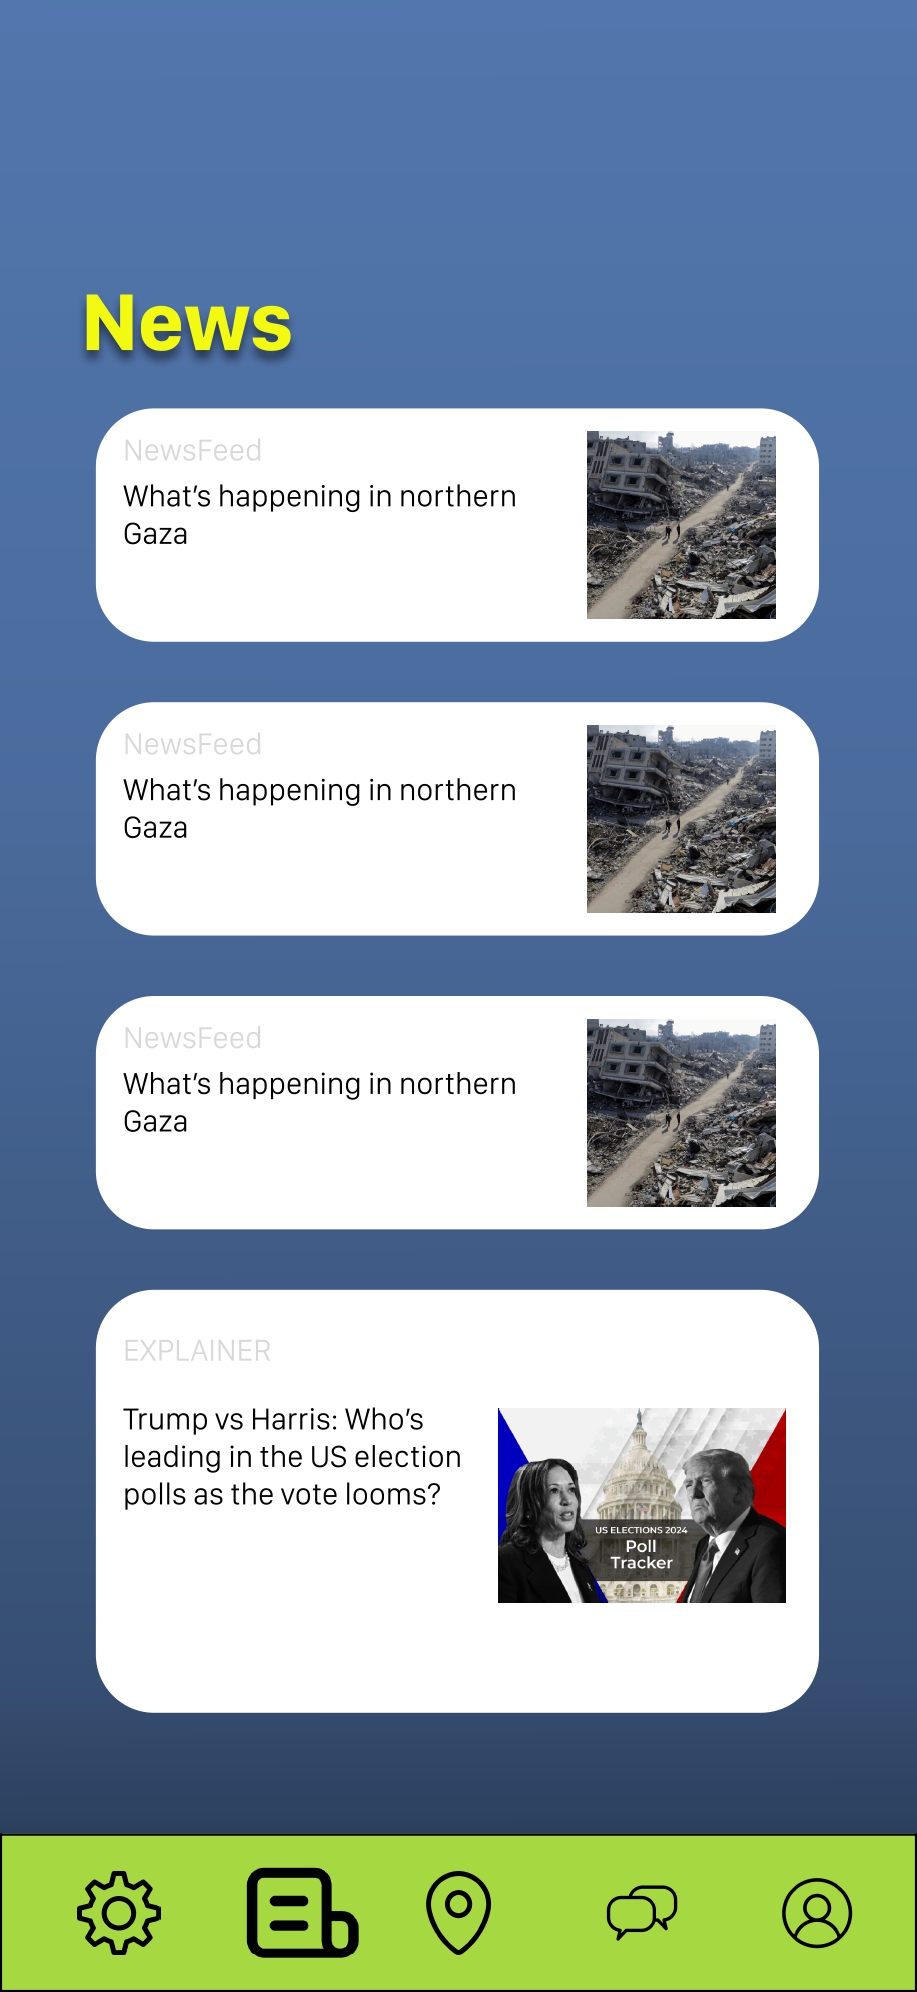 News
NewsFeed
What's happening in northern
Gaza
NewsFeed
What's happening in northern
Gaza
NewsFeed
What's happening in northern
Gaza
EXPLAINER
Trump vs Harris: Who's
leading in the US election
polls as the vote looms?
US ELECTIONS 2024
Poll
Tracker